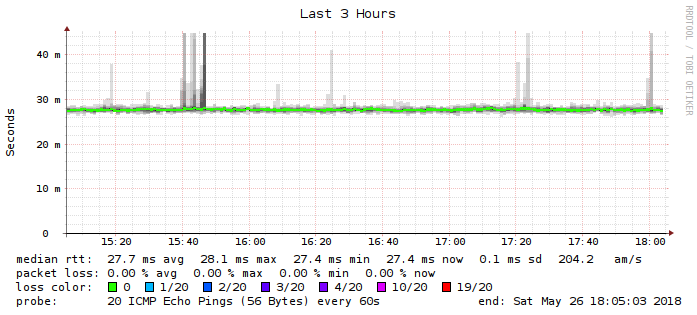 Last 3 Hours
RRDTOOL / TOBI OETIKER
Seconds
40 m
30 m
20 m
10 m
0
15:20 15:40 16:00 16:20 16:40 17:00 17:20 17:40 18:00
median rtt: 27.7 ms avg 28.1 ms max 27.4 ms min 27.4 ms now 0.1 ms sd 204.2 am/s
packet loss: 0.00 % avg 0.00 % max 0.00 % min 0.00 % now
loss color: 0 1/20 2/20 3/20 4/20 10/20 19/20
probe: 20 ICMP Echo Pings (56 Bytes) every 60s end: Sat May 26 18:05:03 2018